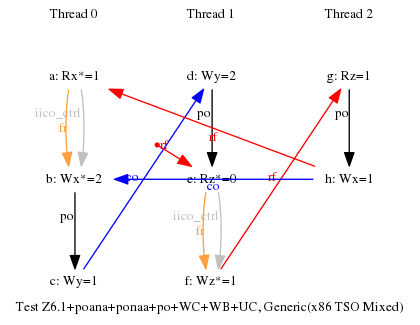 Thread 0 Thread 1 Thread 2
a: Rx*=1 d: Wy=2 g: Rz=1
iico_ctrl po po
fr rf
rf
b: Wx*=2 co e: Rz*=0 rf h: Wx=1
co
po iico_ctrl
fr
c: Wy=1 f: Wz*=1
Test Z6.1+poana+ponaa+po+WC+WB+UC, Generic(x86 TSO Mixed)